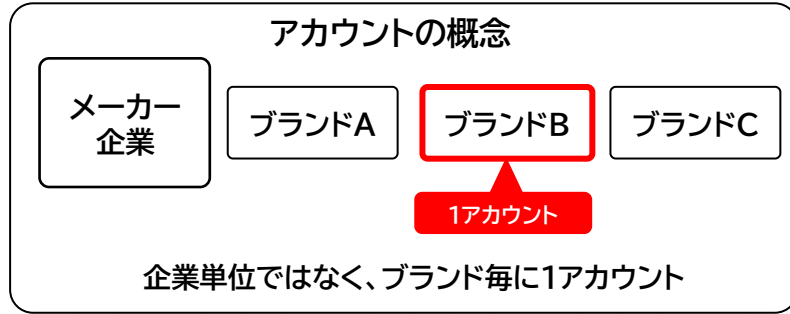 アカウントの概念
メーカー
企業
ブランドA
ブランドB
ブランドC
1アカウント
企業単位ではなく、ブランド毎に1アカウント